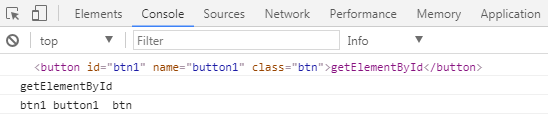 Elements Console Sources Network Performance Memory Application
top Filter Info
<button id="btn1" name="button1" class="btn">getElementById</button>
getElementById
btn1 button1  btn